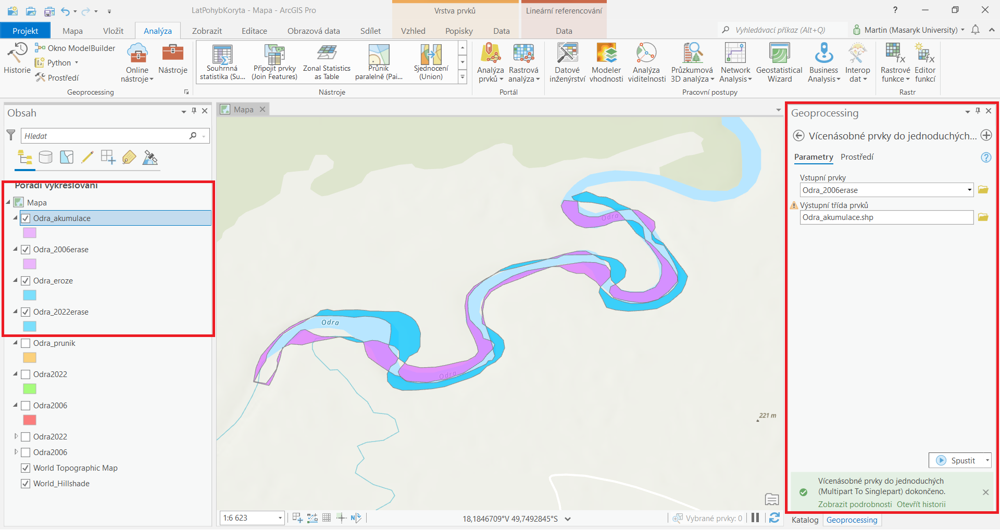 LatPohybKoryta - Mapa - ArcGIS Pro
Vrstva prvků
Lineární referencování
?
Projekt
Mapa
Vložit
Analýza
Zobrazit
Editace
Obrazová data
Sdílet
Vzhled
Popisky
Data
Data
Vyhledávací příkaz (Alt+Q)
Martin (Masaryk University)
Historie
Okno ModelBuilder
Python
Prostředí
Online
nástroje
Nástroje
Geoprocessing
Souhrnná
statistika (Su...
Připojit prvky
(Join Features)
Zonal Statistics
as Table
Průnik
paralelně (Pai...
Sjednocení
(Union)
Nástroje
Analýza
prvků
Rastrová
analýza
Portál
Datové
inženýrství
Modeler
vhodnosti
Analýza
viditelnosti
Průzkumová
3D analýza
Network
Analysis
Geostatistical
Wizard
Business
Analysis
Interop
dat
Pracovní postupy
Rastrové
funkce
Editor
funkcí
Rastr
Obsah
Hledat
Pořadí vykreslování
Mapa
Odra_akumulace
Odra_2006erase
Odra_eroze
Odra_2022erase
Odra_prunik
Odra2022
Odra2006
Odra2022
Odra2006
World Topographic Map
World_Hillshade
Mapa
Odra
Odra
Odra
221 m
1:6 623
18,1846709°V 49,7492845°S
Vybrané prvky: 0
Geoprocessing
Vícenásobné prvky do jednoduchých...
Parametry
Prostředí
?
Vstupní prvky
Odra_2006erase
Výstupní třída prvků
Odra_akumulace.shp
Spustit
Vícenásobné prvky do jednoduchých
(Multipart To Singlepart) dokončeno.
Zobrazit podrobnosti Otevřít historii
Katalog
Geoprocessing